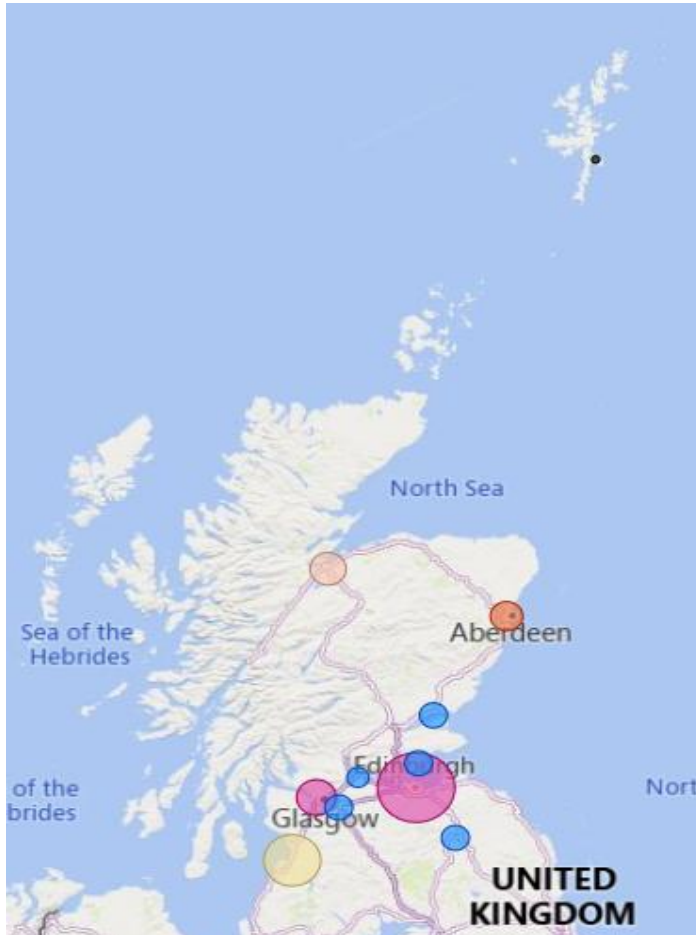 North Sea
Sea of the
Hebrides
Aberdeen
Edinburgh
of the
brides
Nort
Glasgow
UNITED
KINGDOM